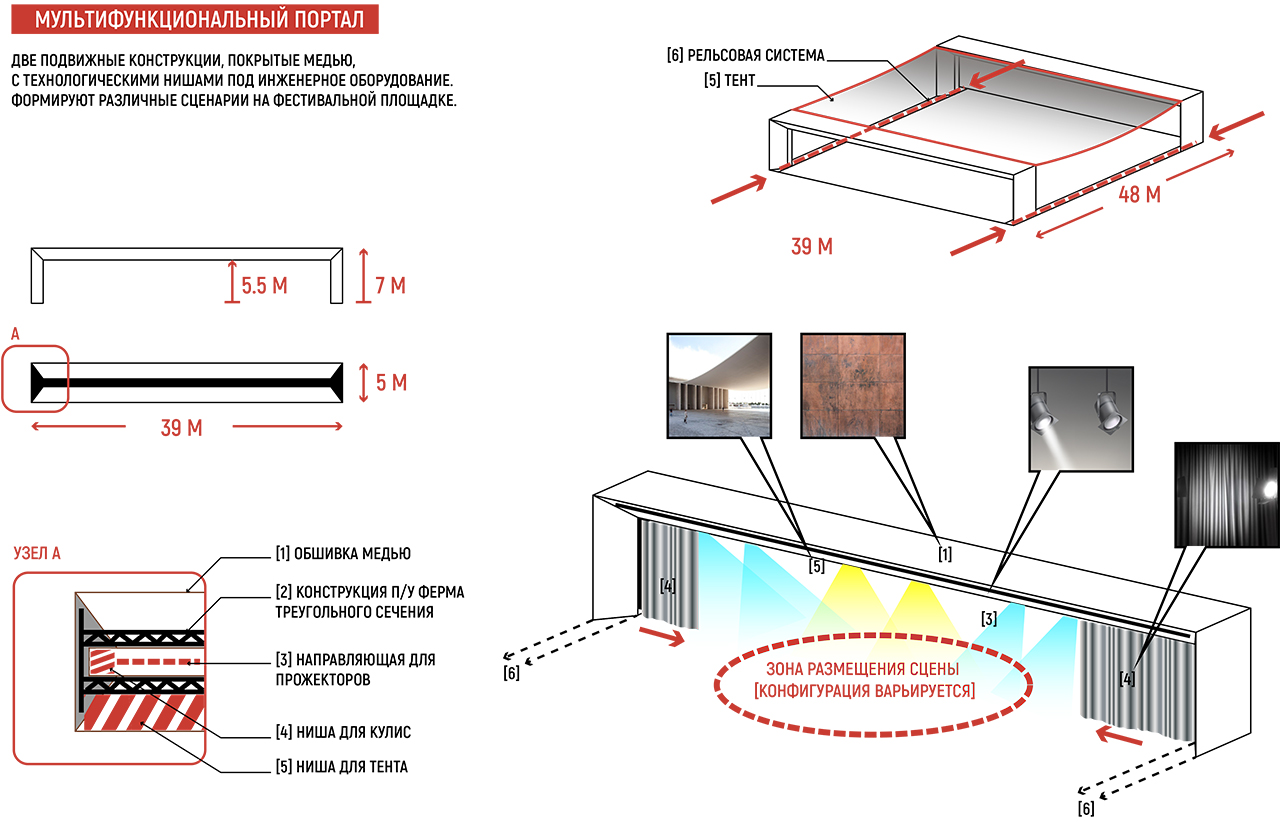 МУЛЬТИФУНКЦИОНАЛЬНЫЙ ПОРТАЛ
ДВЕ ПОДВИЖНЫЕ КОНСТРУКЦИИ, ПОКРЫТЫЕ МЕДЬЮ,
С ТЕХНОЛОГИЧЕСКИМИ НИШАМИ ПОД ИНЖЕНЕРНОЕ ОБОРУДОВАНИЕ.
ФОРМИРУЮТ РАЗЛИЧНЫЕ СЦЕНАРИИ НА ФЕСТИВАЛЬНОЙ ПЛОЩАДКЕ.
[6] РЕЛЬСОВАЯ СИСТЕМА
[5] ТЕНТ
48 М
39 М
5.5 М
7 М
А
5 М
39 М
УЗЕЛ А
[1] ОБШИВКА МЕДЬЮ
[2] КОНСТРУКЦИЯ П/У ФЕРМА
ТРЕУГОЛЬНОГО СЕЧЕНИЯ
[3] НАПРАВЛЯЮЩАЯ ДЛЯ
ПРОЖЕКТОРОВ
[4] НИША ДЛЯ КУЛИС
[5] НИША ДЛЯ ТЕНТА
[1]
[5]
[4]
[3]
ЗОНА РАЗМЕЩЕНИЯ СЦЕНЫ
[КОНФИГУРАЦИЯ ВАРЬИРУЕТСЯ]
[6]
[4]
[6]